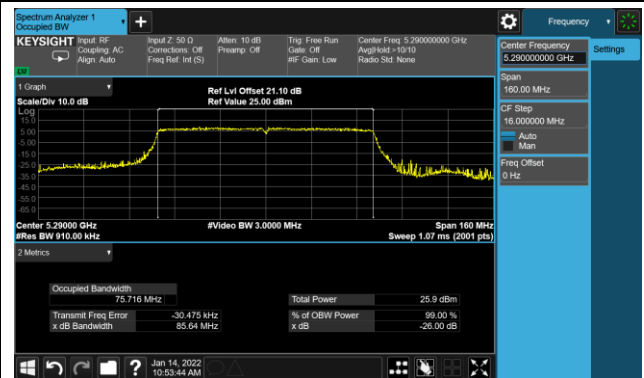 Spectrum Analyzer 1
Occupied BW
Frequency
KEYSIGHT
Input: RF
Coupling: AC
Align: Auto
Input Z: 50 Ω
Corrections: Off
Freq Ref: Int (S)
Atten: 10 dB
Preamp: Off
Trig: Free Run
Gate: Off
#IF Gain: Low
Center Freq: 5.290000000 GHz
Avg|Hold:>10/10
Radio Std: None
Center Frequency
5.290000000 GHz
Settings
Span
160.00 MHz
CF Step
16.000000 MHz
Auto
Man
Freq Offset
0 Hz
1 Graph
Scale/Div 10.0 dB
Ref Lvl Offset 21.10 dB
Ref Value 25.00 dBm
Log
15.0
5.00
-5.00
-15.0
-25.0
-35.0
-45.0
-55.0
-65.0
Center 5.29000 GHz
#Res BW 910.00 kHz
#Video BW 3.0000 MHz
Span 160 MHz
Sweep 1.07 ms (2001 pts)
2 Metrics
Occupied Bandwidth
75.716 MHz
Total Power 25.9 dBm
Transmit Freq Error -30.475 kHz
% of OBW Power 99.00 %
x dB Bandwidth 85.64 MHz
x dB -26.00 dB
?
Jan 14, 2022
10:53:44 AM